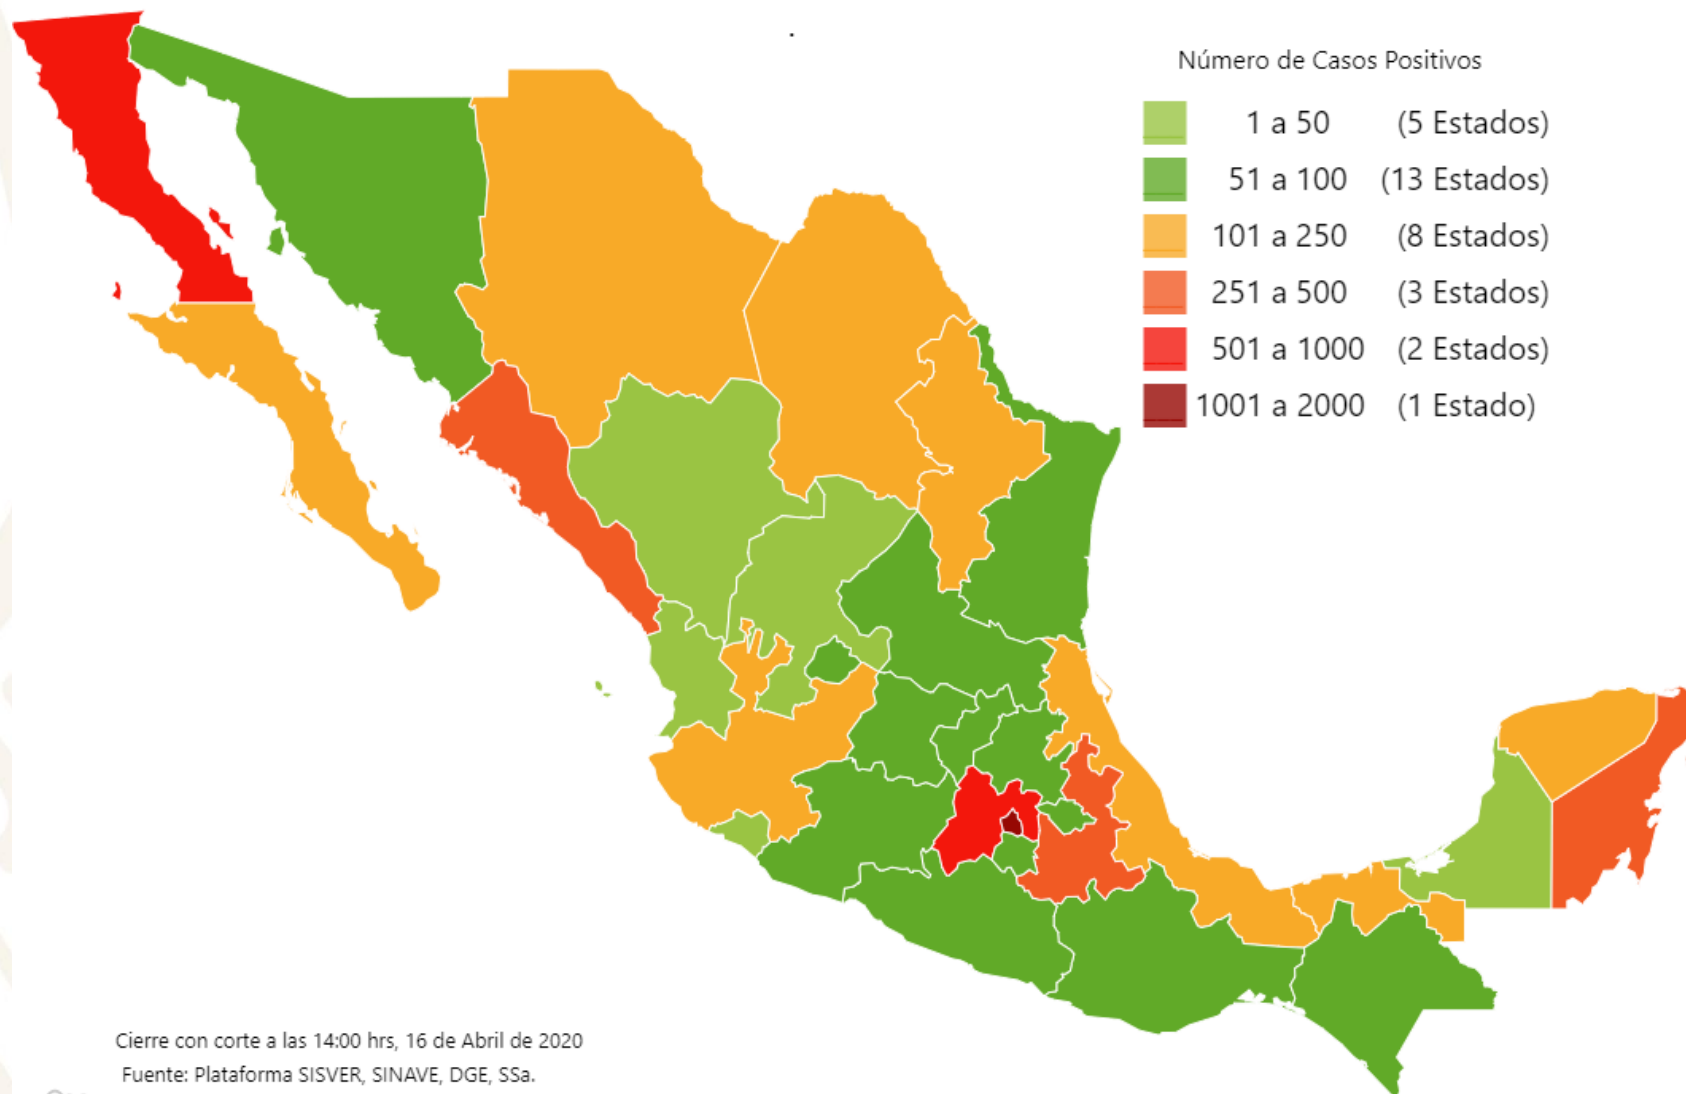 Número de Casos Positivos
1 a 50 (5 Estados)
51 a 100 (13 Estados)
101 a 250 (8 Estados)
251 a 500 (3 Estados)
501 a 1000 (2 Estados)
1001 a 2000 (1 Estado)
Cierre con corte a las 14:00 hrs, 16 de Abril de 2020
Fuente: Plataforma SISVER, SINAVE, DGE, SSa.